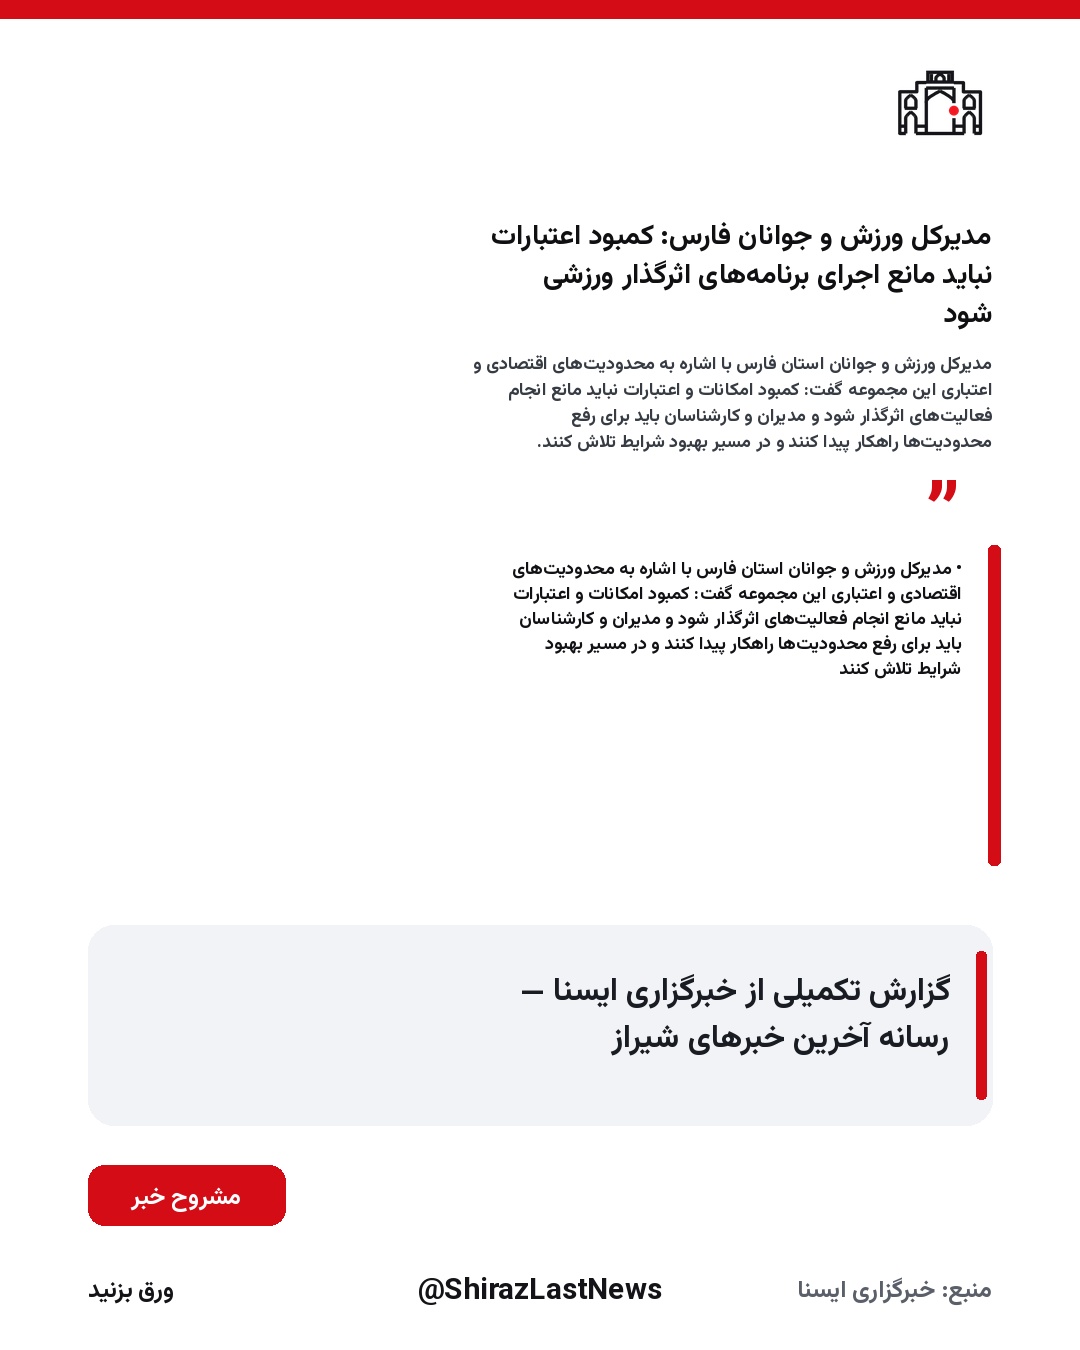 مدیرکل ورزش و جوانان فارس: کمبود اعتبارات
نباید مانع اجرای برنامه‌های اثرگذار ورزشی
شود
مدیرکل ورزش و جوانان استان فارس با اشاره به محدودیت‌های اقتصادی و
اعتباری این مجموعه گفت: کمبود امکانات و اعتبارات نباید مانع انجام
فعالیت‌های اثرگذار شود و مدیران و کارشناسان باید برای رفع
محدودیت‌ها راهکار پیدا کنند و در مسیر بهبود شرایط تلاش کنند.
”
• مدیرکل ورزش و جوانان استان فارس با اشاره به محدودیت‌های
اقتصادی و اعتباری این مجموعه گفت: کمبود امکانات و اعتبارات
نباید مانع انجام فعالیت‌های اثرگذار شود و مدیران و کارشناسان
باید برای رفع محدودیت‌ها راهکار پیدا کنند و در مسیر بهبود
شرایط تلاش کنند
گزارش تکمیلی از خبرگزاری ایسنا –
رسانه آخرین خبرهای شیراز
مشروح خبر
منبع: خبرگزاری ایسنا
@ShirazLastNews
ورق بزنید